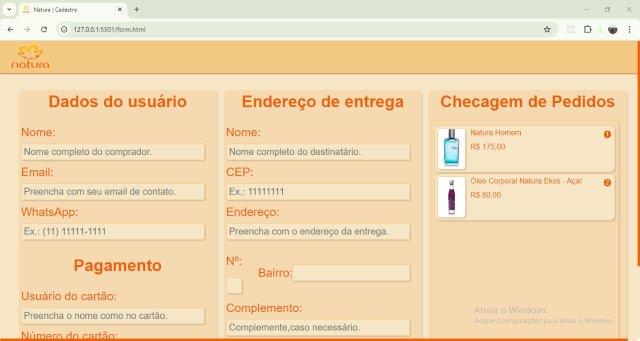 Natura | Cadastro
127.0.0.1:5501/form.html
natura
Dados do usuário
Nome:
Nome completo do comprador.
Email:
Preencha com seu email de contato.
WhatsApp:
Ex.: (11) 11111-1111
Pagamento
Usuário do cartão:
Preencha o nome como no cartão.
Número do cartão:
Endereço de entrega
Nome:
Nome completo do destinatário.
CEP:
Ex.: 11111111
Endereço:
Preencha com o endereço da entrega.
Nº:
Bairro:
Complemento:
Complemente,caso necessário.
Checagem de Pedidos
Natura Homem
1
R$ 175,00
Óleo Corporal Natura Ekos - Açaí
2
R$ 80,00
Ativar o Windows
Acesse Configurações para ativar o Windows.